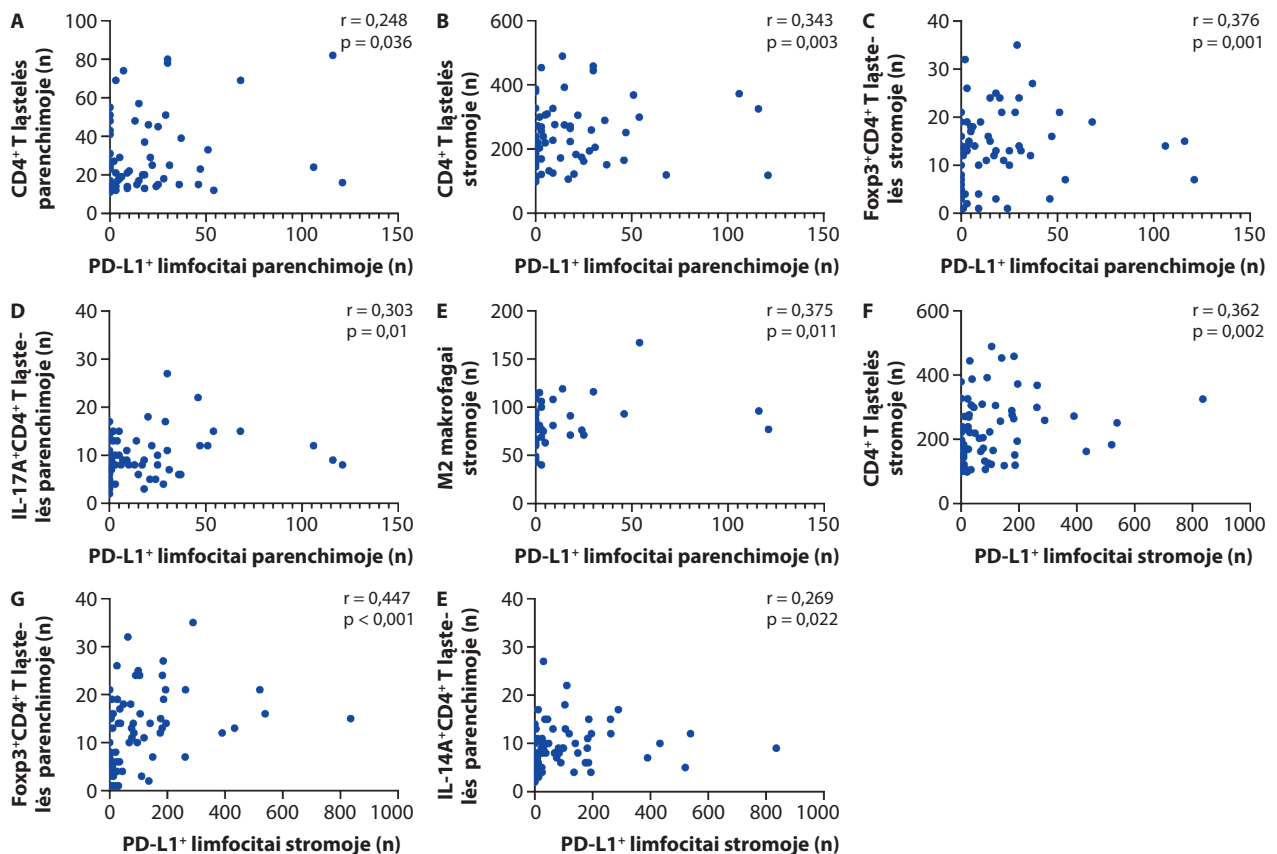 A
r = 0,248
p = 0,036
CD4⁺ T ląstelės
parenchimoje (n)
100
80
60
40
20
0
0 50 100 150
PD-L1⁺ limfocitai parenchimoje (n)
B
r = 0,343
p = 0,003
CD4⁺ T ląstelės
stromoje (n)
600
400
200
0
0 50 100 150
PD-L1⁺ limfocitai parenchimoje (n)
C
r = 0,376
p = 0,001
Foxp3⁺CD4⁺ T ląste-
lės stromoje (n)
40
30
20
10
0
0 50 100 150
PD-L1⁺ limfocitai parenchimoje (n)
D
r = 0,303
p = 0,01
IL-17A⁺CD4⁺ T ląste-
lės parenchimoje (n)
40
30
20
10
0
0 50 100 150
PD-L1⁺ limfocitai parenchimoje (n)
E
r = 0,375
p = 0,011
M2 makrofagai
stromoje (n)
200
150
100
50
0
0 50 100 150
PD-L1⁺ limfocitai parenchimoje (n)
F
r = 0,362
p = 0,002
CD4⁺ T ląstelės
stromoje (n)
600
400
200
0
0 200 400 600 800 1000
PD-L1⁺ limfocitai stromoje (n)
G
r = 0,447
p < 0,001
Foxp3⁺CD4⁺ T ląste-
lės parenchimoje (n)
40
30
20
10
0
0 200 400 600 800 1000
PD-L1⁺ limfocitai stromoje (n)
E
r = 0,269
p = 0,022
IL-14A⁺CD4⁺ T ląste-
lės parenchimoje (n)
40
30
20
10
0
0 200 400 600 800 1000
PD-L1⁺ limfocitai stromoje (n)